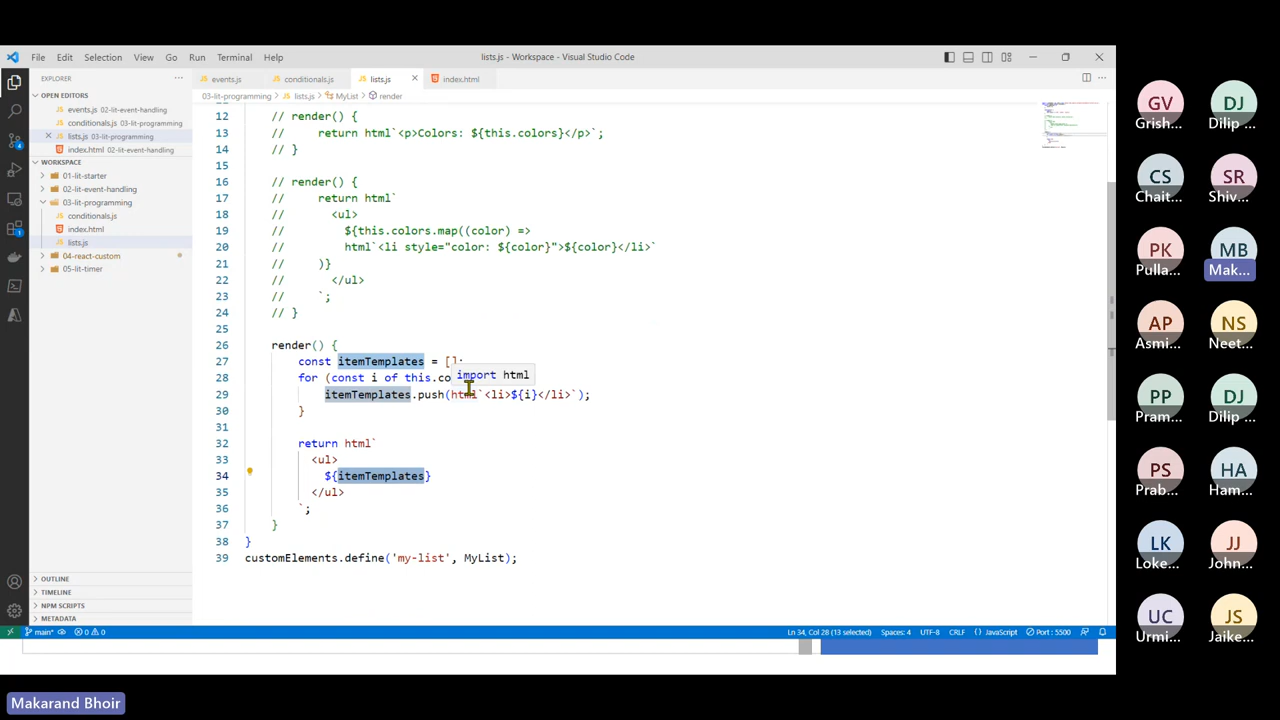 File Edit Selection View Go Run Terminal Help
lists.js - Workspace - Visual Studio Code
EXPLORER
OPEN EDITORS
events.js 02-lit-event-handling
conditionals.js 03-lit-programming
lists.js 03-lit-programming
index.html 02-lit-event-handling
WORKSPACE
01-lit-starter
02-lit-event-handling
03-lit-programming
conditionals.js
index.html
lists.js
04-react-custom
05-lit-timer
OUTLINE
TIMELINE
NPM SCRIPTS
METADATA
events.js conditionals.js lists.js index.html
03-lit-programming > lists.js > MyList > render
12 // render() {
13 // return html`<p>Colors: ${this.colors}</p>`;
14 // }
15
16 // render() {
17 // return html`
18 // <ul>
19 // ${this.colors.map((color) =>
20 // html`<li style="color: ${color}">${color}</li>`
21 // )}
22 // </ul>
23 // `;
24 // }
25
26 render() {
27 const itemTemplates = [];
28 for (const i of this.co
import html
29 itemTemplates.push(html`<li>${i}</li>`);
30 }
31
32 return html`
33 <ul>
34 ${itemTemplates}
35 </ul>
36 `;
37 }
38 }
39 customElements.define('my-list', MyList);
main* 0 0 Ln 34, Col 28 (13 selected) Spaces: 4 UTF-8 CRLF JavaScript Port : 5500
GV DJ
Grish... Dilip ...
CS SR
Chait... Shiv...
PK MB
Pulla... Mak...
AP NS
Asmi... Neet...
PP DJ
Pram... Dilip ...
PS HA
Prab... Ham...
LK JJ
Loke... John...
UC JS
Urmi... Jaike...
Makarand Bhoir